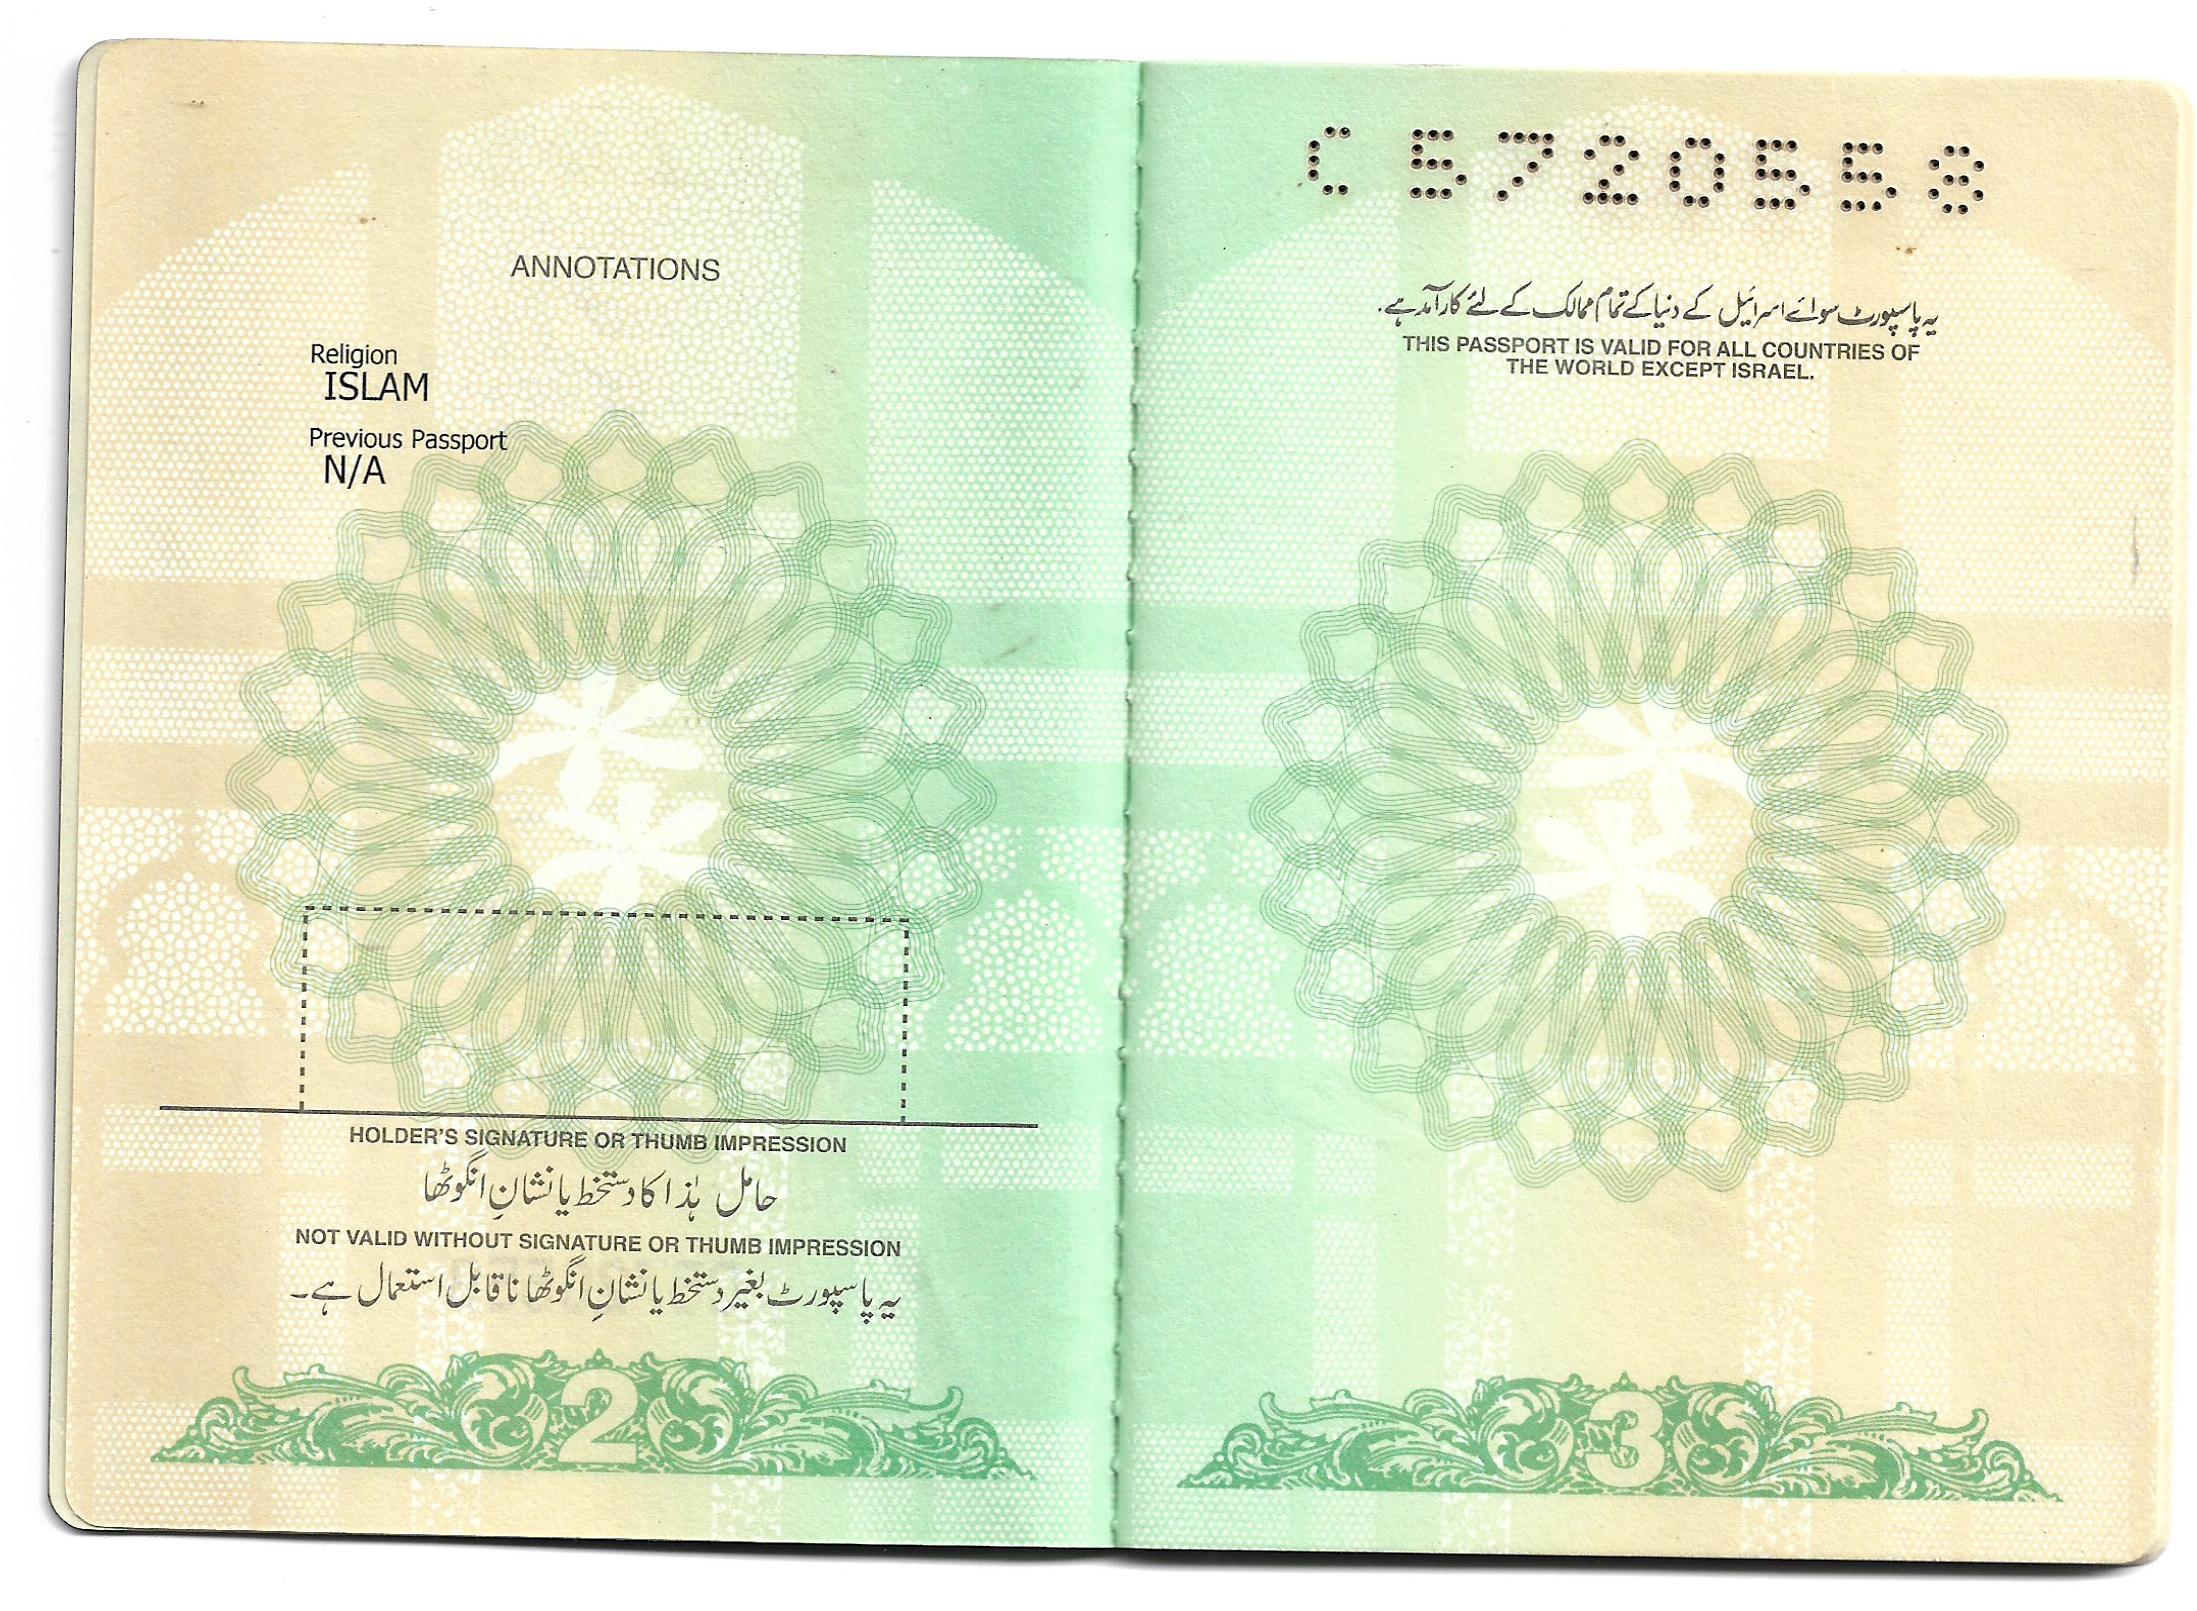 ANNOTATIONS
Religion
ISLAM
Previous Passport
N/A
HOLDER'S SIGNATURE OR THUMB IMPRESSION
حامل ہٰذا کا دستخط یا نشانِ انگوٹھا
NOT VALID WITHOUT SIGNATURE OR THUMB IMPRESSION
یہ پاسپورٹ بغیر دستخط یا نشانِ انگوٹھا ناقابل استعمال ہے۔
2
C5720558
یہ پاسپورٹ سوائے اسرائیل کے دنیا کے تمام ممالک کے لئے کارآمد ہے.
THIS PASSPORT IS VALID FOR ALL COUNTRIES OF
THE WORLD EXCEPT ISRAEL.
3